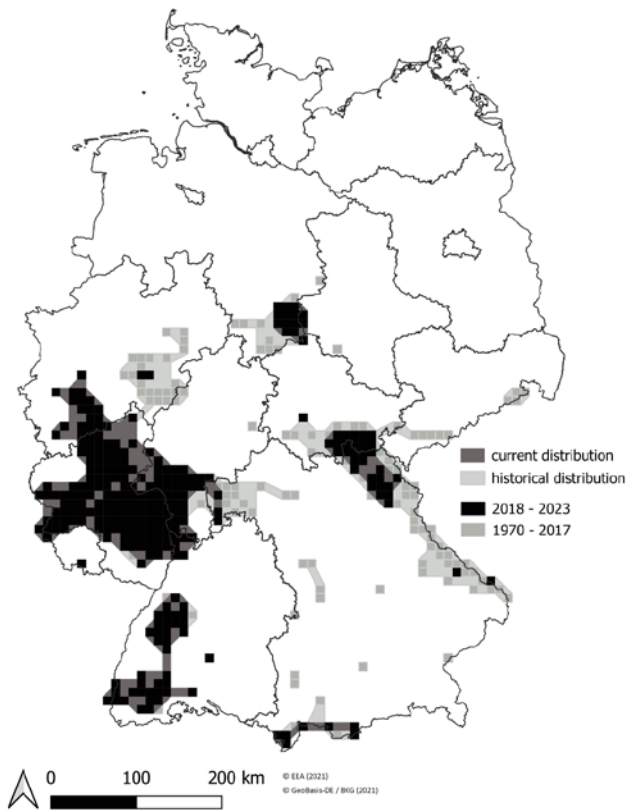 current distribution
historical distribution
2018 - 2023
1970 - 2017
0 100 200 km
© EEA (2021)
© GeoBasis-DE / BKG (2021)